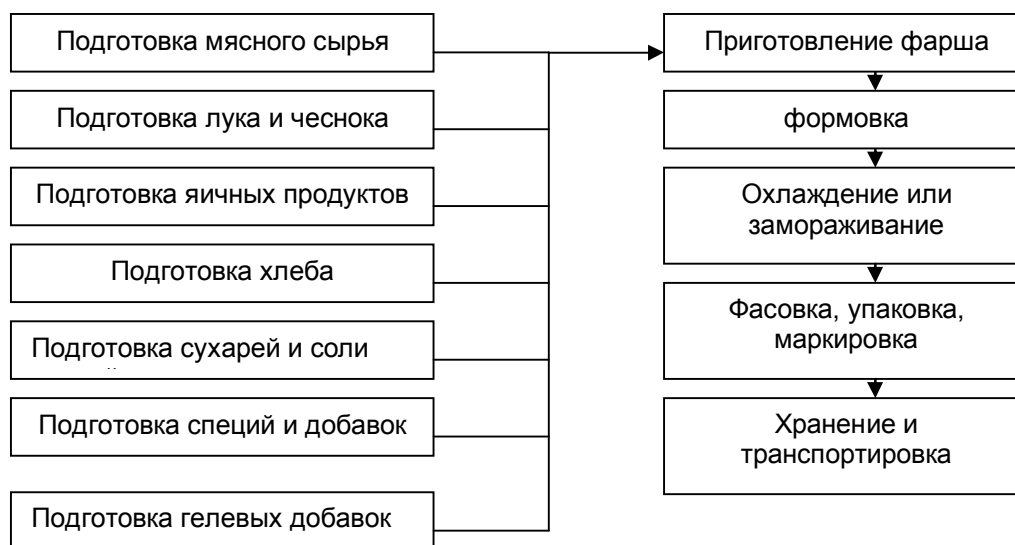 Подготовка мясного сырья
Подготовка лука и чеснока
Подготовка яичных продуктов
Подготовка хлеба
Подготовка сухарей и соли
Подготовка специй и добавок
Подготовка гелевых добавок
Приготовление фарша
формовка
Охлаждение или
замораживание
Фасовка, упаковка,
маркировка
Хранение и
транспортировка